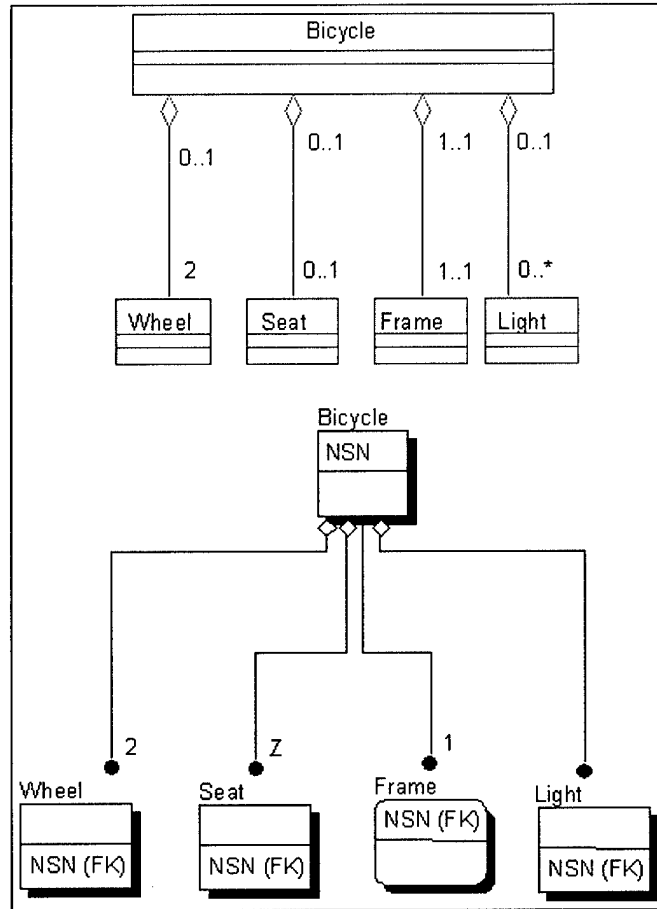 Bicycle
0..1 0..1 1..1 0..1
2 0..1 1..1 0..*
Wheel Seat Frame Light
Bicycle
NSN
2 Z 1
Wheel Seat Frame Light
NSN (FK)
NSN (FK) NSN (FK) NSN (FK)